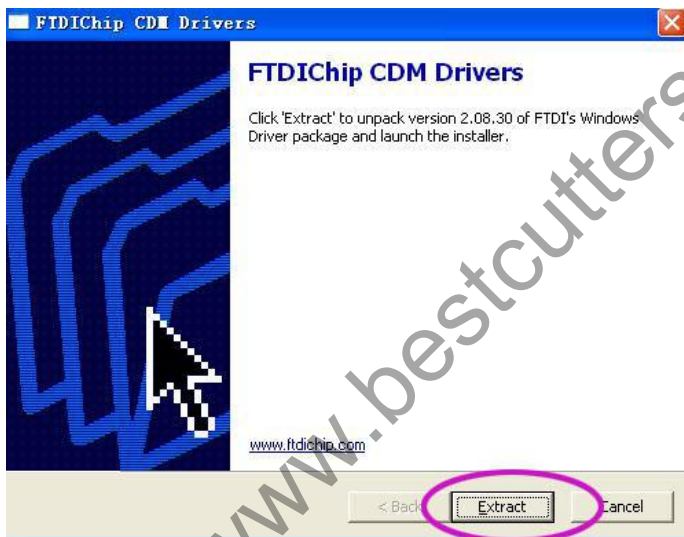 FTDIChip CDM Drivers
FTDIChip CDM Drivers
Click 'Extract' to unpack version 2.08.30 of FTDI's Windows
Driver package and launch the installer.
www.ftdichip.com
< Back
Extract
Cancel
www.bestcutters